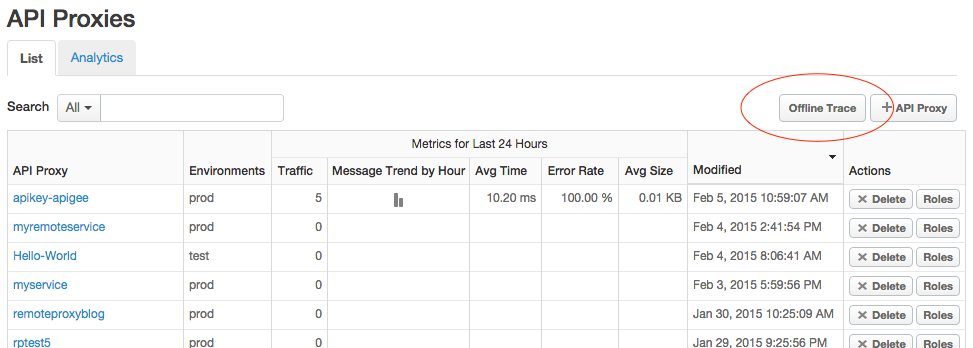 API Proxies
List Analytics
Search All Offline Trace + API Proxy
Metrics for Last 24 Hours
API Proxy Environments Traffic Message Trend by Hour Avg Time Error Rate Avg Size Modified Actions
apikey-apigee prod 5 10.20 ms 100.00 % 0.01 KB Feb 5, 2015 10:59:07 AM × Delete Roles
myremoteservice prod 0 Feb 4, 2015 2:41:54 PM × Delete Roles
Hello-World test 0 Feb 4, 2015 8:06:41 AM × Delete Roles
myservice prod 0 Feb 3, 2015 5:59:56 PM × Delete Roles
remoteproxyblog prod 0 Jan 30, 2015 10:25:09 AM × Delete Roles
rptest5 prod 0 Jan 29, 2015 9:25:56 PM × Delete Roles